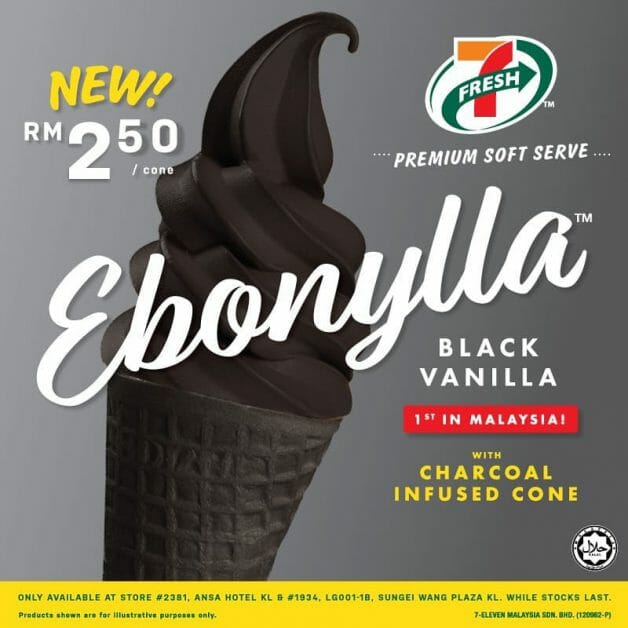 NEW!
RM 2 50
/ cone
7
FRESH
TM
PREMIUM SOFT SERVE
Ebonylla™
BLACK
VANILLA
1ST IN MALAYSIA!
WITH
CHARCOAL
INFUSED CONE
حلال
ONLY AVAILABLE AT STORE #2381, ANSA HOTEL KL & #1934, LG001-1B, SUNGEI WANG PLAZA KL. WHILE STOCKS LAST.
Products shown are for illustrative purposes only.
7-ELEVEN MALAYSIA SDN. BHD. (120962-P)